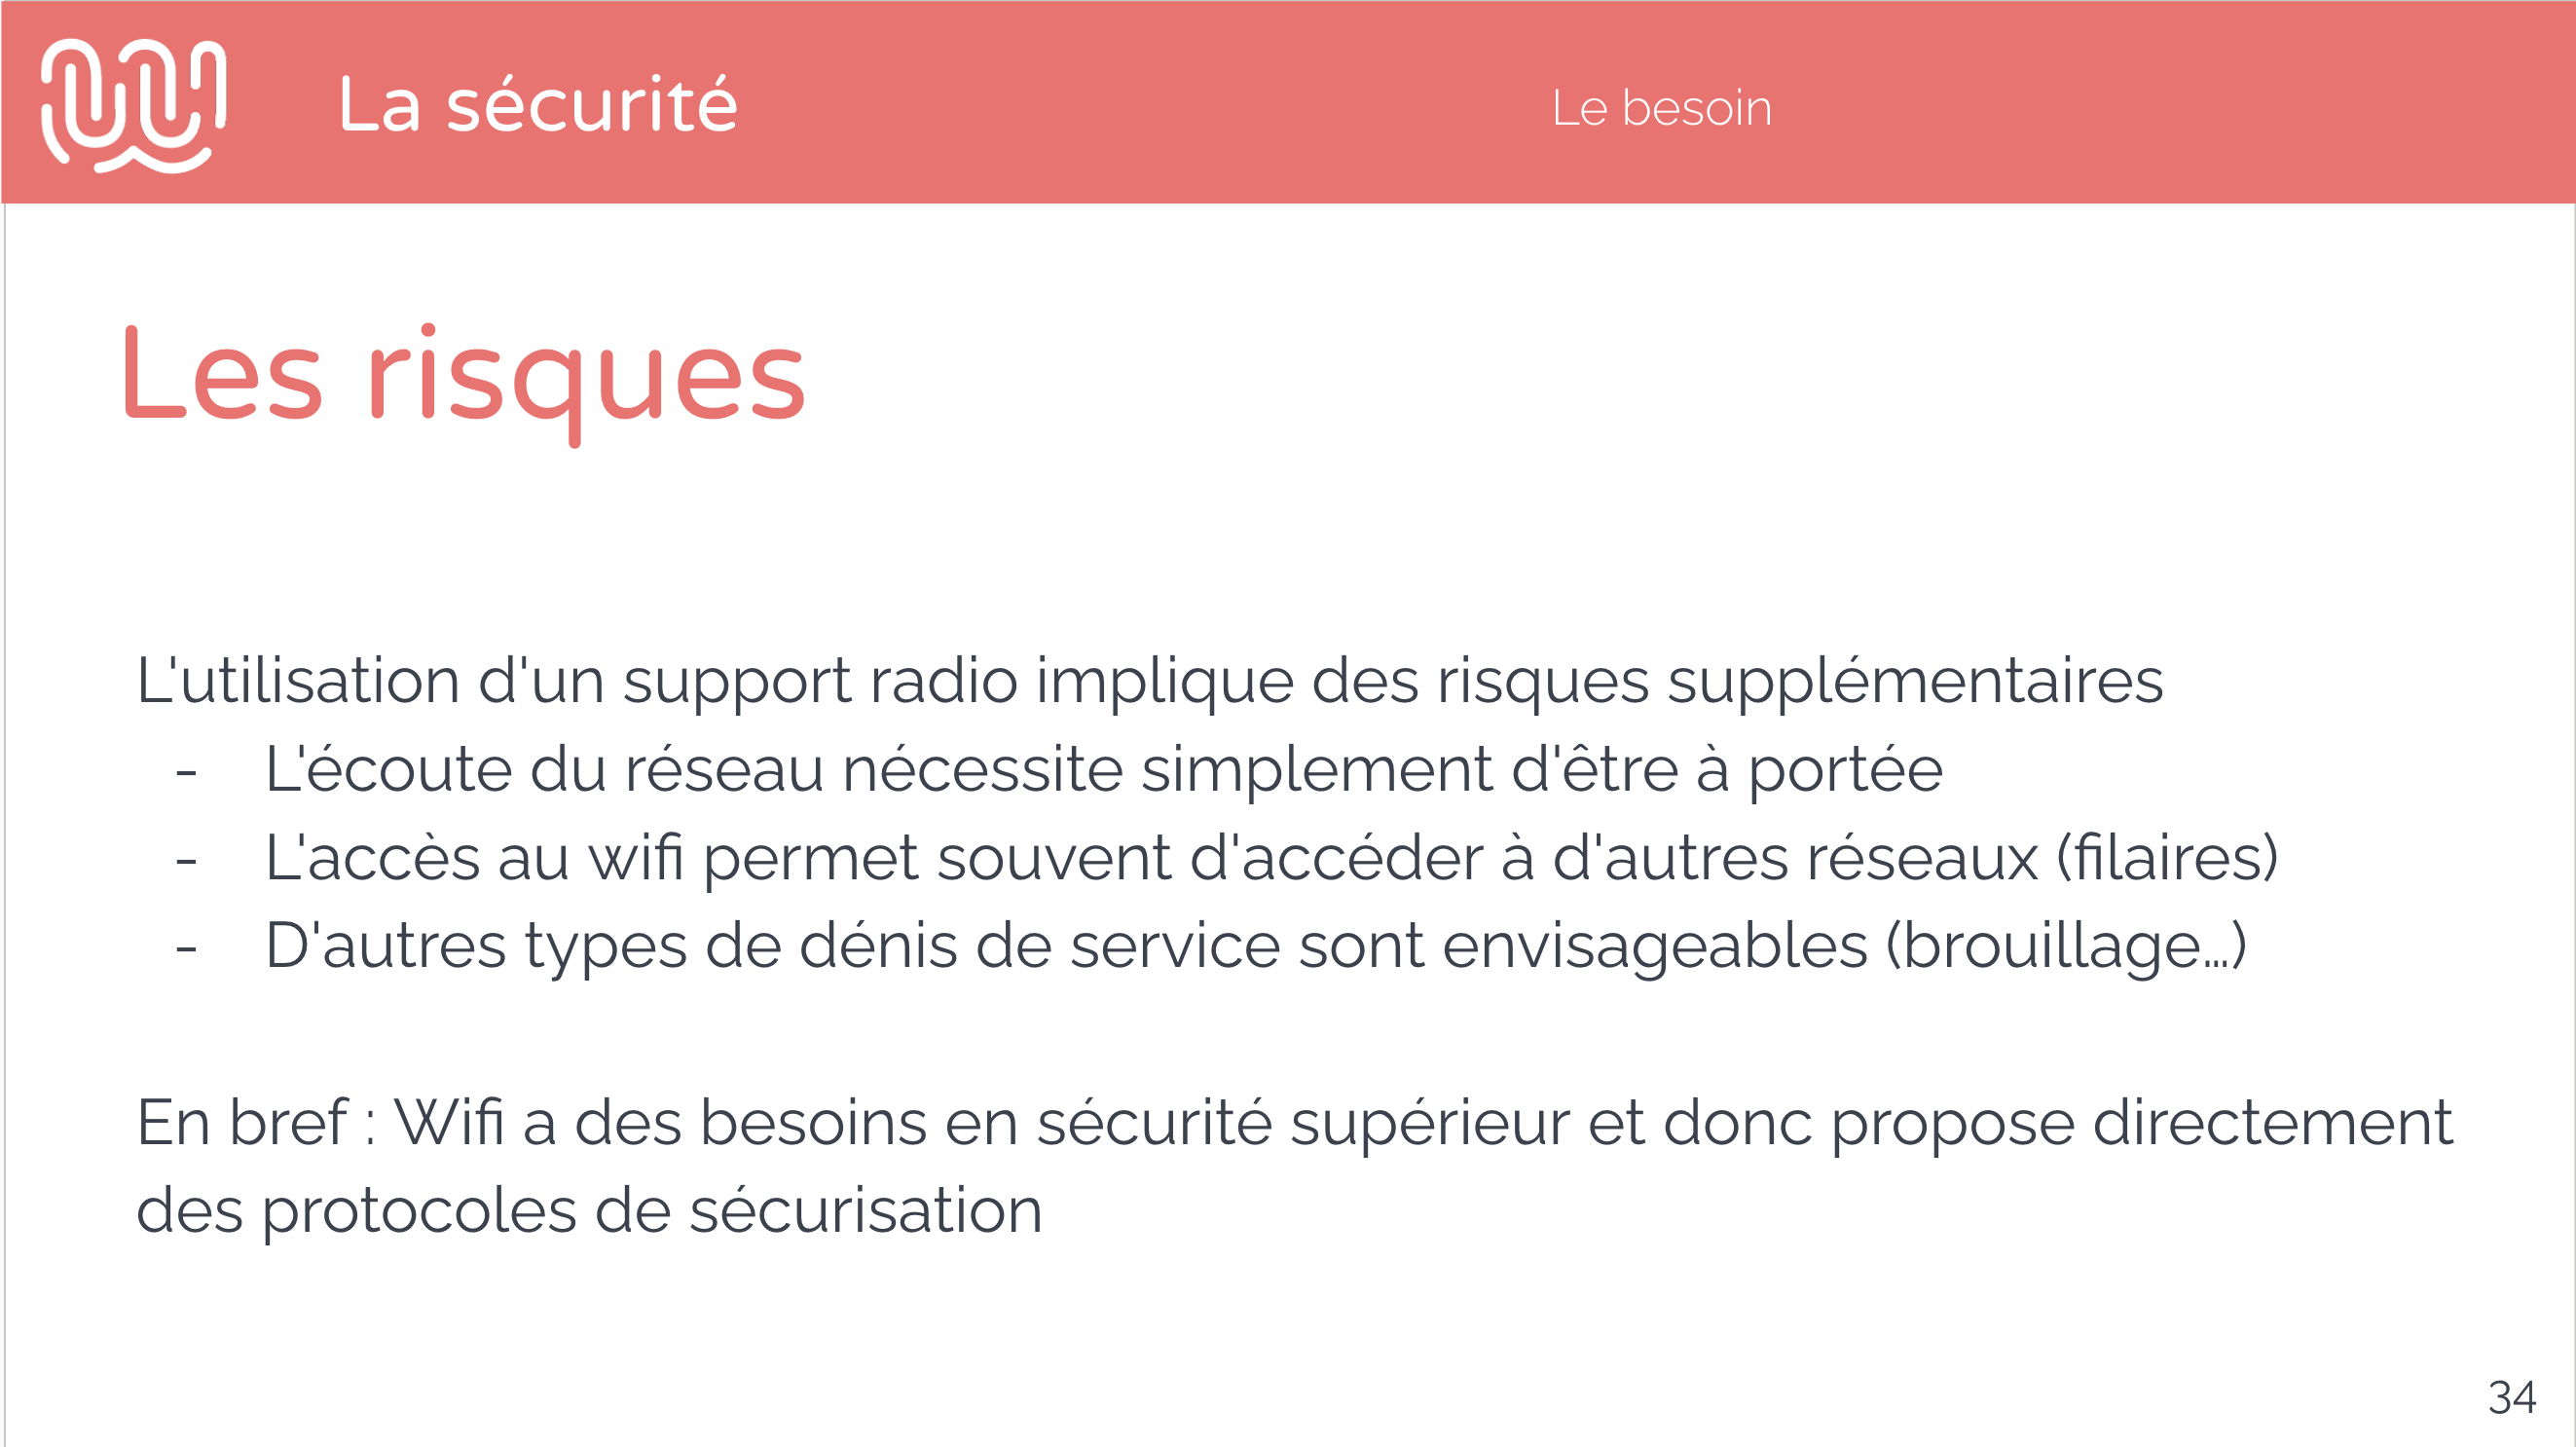 La sécurité
Le besoin
Les risques
L'utilisation d'un support radio implique des risques supplémentaires
- L'écoute du réseau nécessite simplement d'être à portée
- L'accès au wifi permet souvent d'accéder à d'autres réseaux (filaires)
- D'autres types de dénis de service sont envisageables (brouillage…)
En bref : Wifi a des besoins en sécurité supérieur et donc propose directement
des protocoles de sécurisation
34